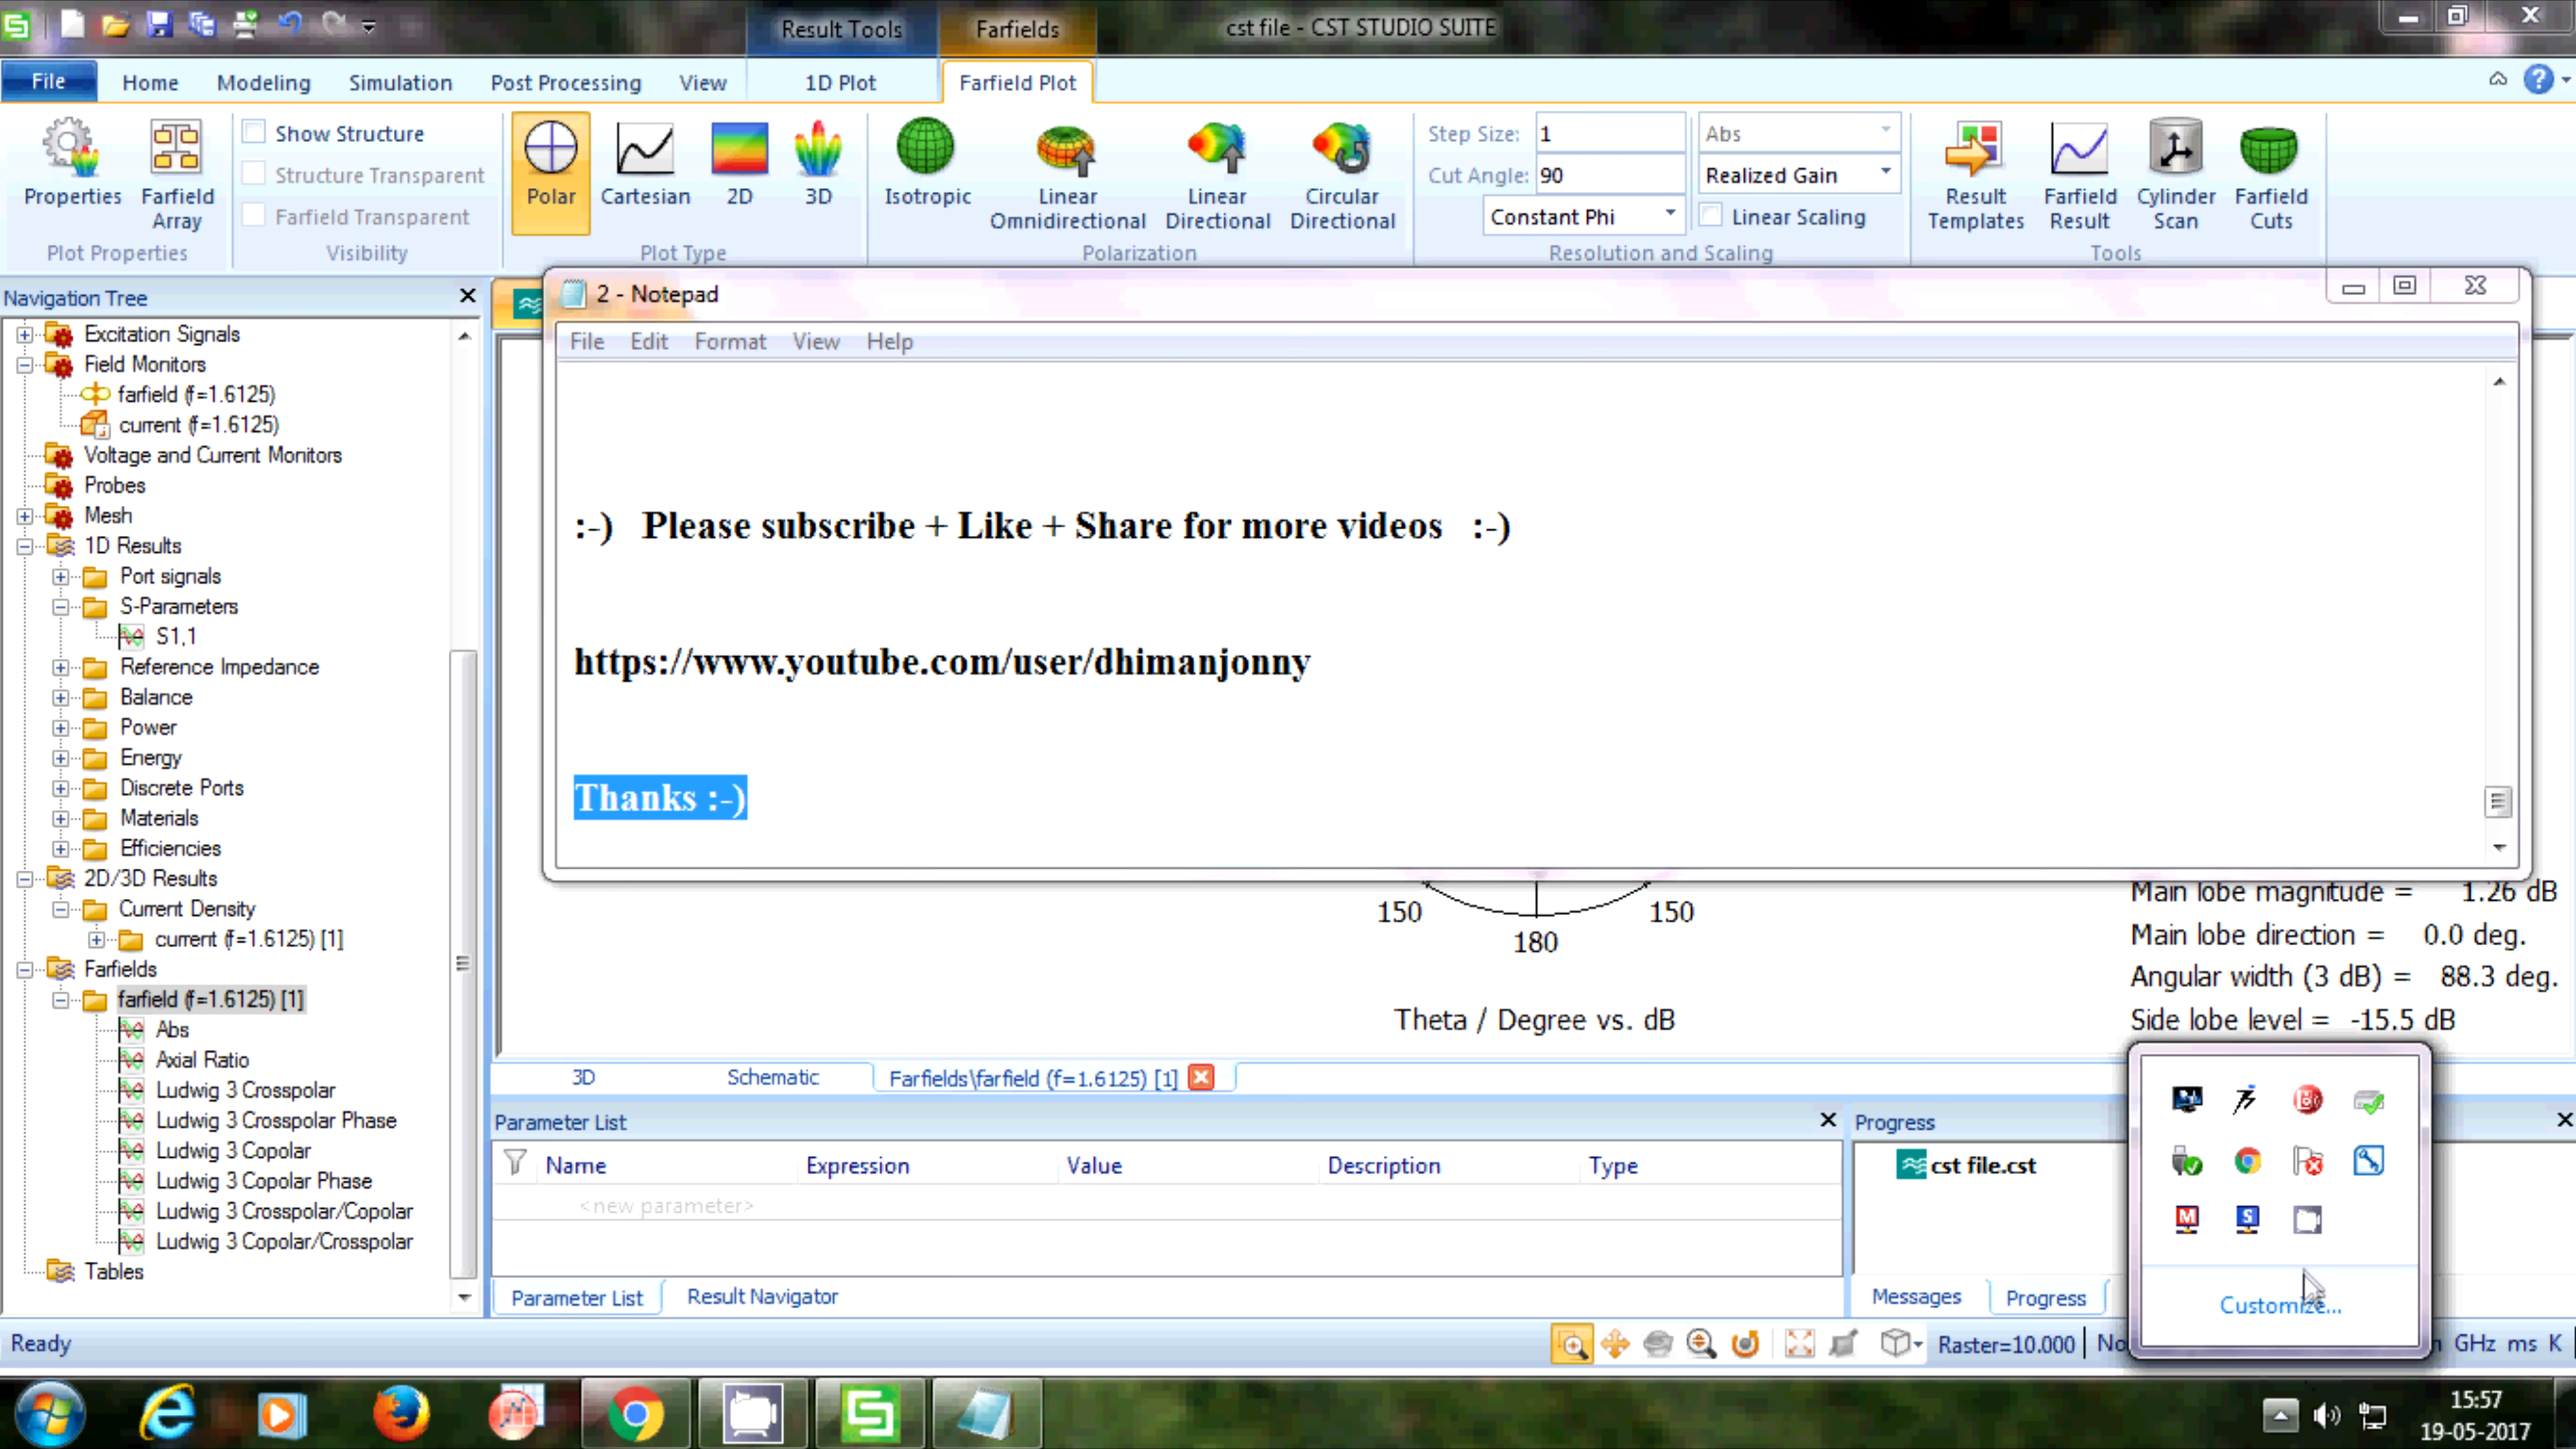 Result Tools
Farfields
cst file - CST STUDIO SUITE
File
Home
Modeling
Simulation
Post Processing
View
1D Plot
Farfield Plot
Properties
Farfield Array
Plot Properties
Show Structure
Structure Transparent
Farfield Transparent
Visibility
Polar
Cartesian
2D
3D
Plot Type
Isotropic
Linear Omnidirectional
Linear Directional
Circular Directional
Polarization
Step Size: 1
Cut Angle: 90
Constant Phi
Abs
Realized Gain
Linear Scaling
Resolution and Scaling
Result Templates
Farfield Result
Cylinder Scan
Farfield Cuts
Tools
Navigation Tree
Excitation Signals
Field Monitors
farfield (f=1.6125)
current (f=1.6125)
Voltage and Current Monitors
Probes
Mesh
1D Results
Port signals
S-Parameters
S1,1
Reference Impedance
Balance
Power
Energy
Discrete Ports
Materials
Efficiencies
2D/3D Results
Current Density
current (f=1.6125) [1]
Farfields
farfield (f=1.6125) [1]
Abs
Axial Ratio
Ludwig 3 Crosspolar
Ludwig 3 Crosspolar Phase
Ludwig 3 Copolar
Ludwig 3 Copolar Phase
Ludwig 3 Crosspolar/Copolar
Ludwig 3 Copolar/Crosspolar
Tables
2 - Notepad
File Edit Format View Help
:-) Please subscribe + Like + Share for more videos :-)
https://www.youtube.com/user/dhimanjonny
Thanks :-)
150
180
150
Theta / Degree vs. dB
Main lobe magnitude = 1.26 dB
Main lobe direction = 0.0 deg.
Angular width (3 dB) = 88.3 deg.
Side lobe level = -15.5 dB
3D
Schematic
Farfields\farfield (f=1.6125) [1]
Parameter List
Name Expression Value Description Type
<new parameter>
Parameter List
Result Navigator
Progress
cst file.cst
Messages
Progress
Customize...
Ready
Raster=10.000
GHz ms K
15:57
19-05-2017